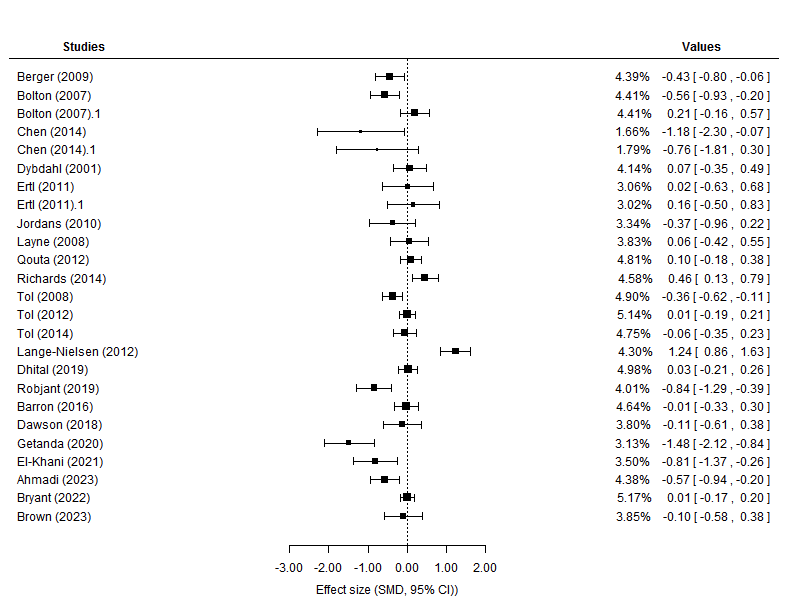 Studies Values
Berger (2009) 4.39% -0.43 [ -0.80 , -0.06 ]
Bolton (2007) 4.41% -0.56 [ -0.93 , -0.20 ]
Bolton (2007).1 4.41% 0.21 [ -0.16 , 0.57 ]
Chen (2014) 1.66% -1.18 [ -2.30 , -0.07 ]
Chen (2014).1 1.79% -0.76 [ -1.81 , 0.30 ]
Dybdahl (2001) 4.14% 0.07 [ -0.35 , 0.49 ]
Ertl (2011) 3.06% 0.02 [ -0.63 , 0.68 ]
Ertl (2011).1 3.02% 0.16 [ -0.50 , 0.83 ]
Jordans (2010) 3.34% -0.37 [ -0.96 , 0.22 ]
Layne (2008) 3.83% 0.06 [ -0.42 , 0.55 ]
Qouta (2012) 4.81% 0.10 [ -0.18 , 0.38 ]
Richards (2014) 4.58% 0.46 [ 0.13 , 0.79 ]
Tol (2008) 4.90% -0.36 [ -0.62 , -0.11 ]
Tol (2012) 5.14% 0.01 [ -0.19 , 0.21 ]
Tol (2014) 4.75% -0.06 [ -0.35 , 0.23 ]
Lange-Nielsen (2012) 4.30% 1.24 [ 0.86 , 1.63 ]
Dhital (2019) 4.98% 0.03 [ -0.21 , 0.26 ]
Robjant (2019) 4.01% -0.84 [ -1.29 , -0.39 ]
Barron (2016) 4.64% -0.01 [ -0.33 , 0.30 ]
Dawson (2018) 3.80% -0.11 [ -0.61 , 0.38 ]
Getanda (2020) 3.13% -1.48 [ -2.12 , -0.84 ]
El-Khani (2021) 3.50% -0.81 [ -1.37 , -0.26 ]
Ahmadi (2023) 4.38% -0.57 [ -0.94 , -0.20 ]
Bryant (2022) 5.17% 0.01 [ -0.17 , 0.20 ]
Brown (2023) 3.85% -0.10 [ -0.58 , 0.38 ]
-3.00 -2.00 -1.00 0.00 1.00 2.00
Effect size (SMD, 95% CI))